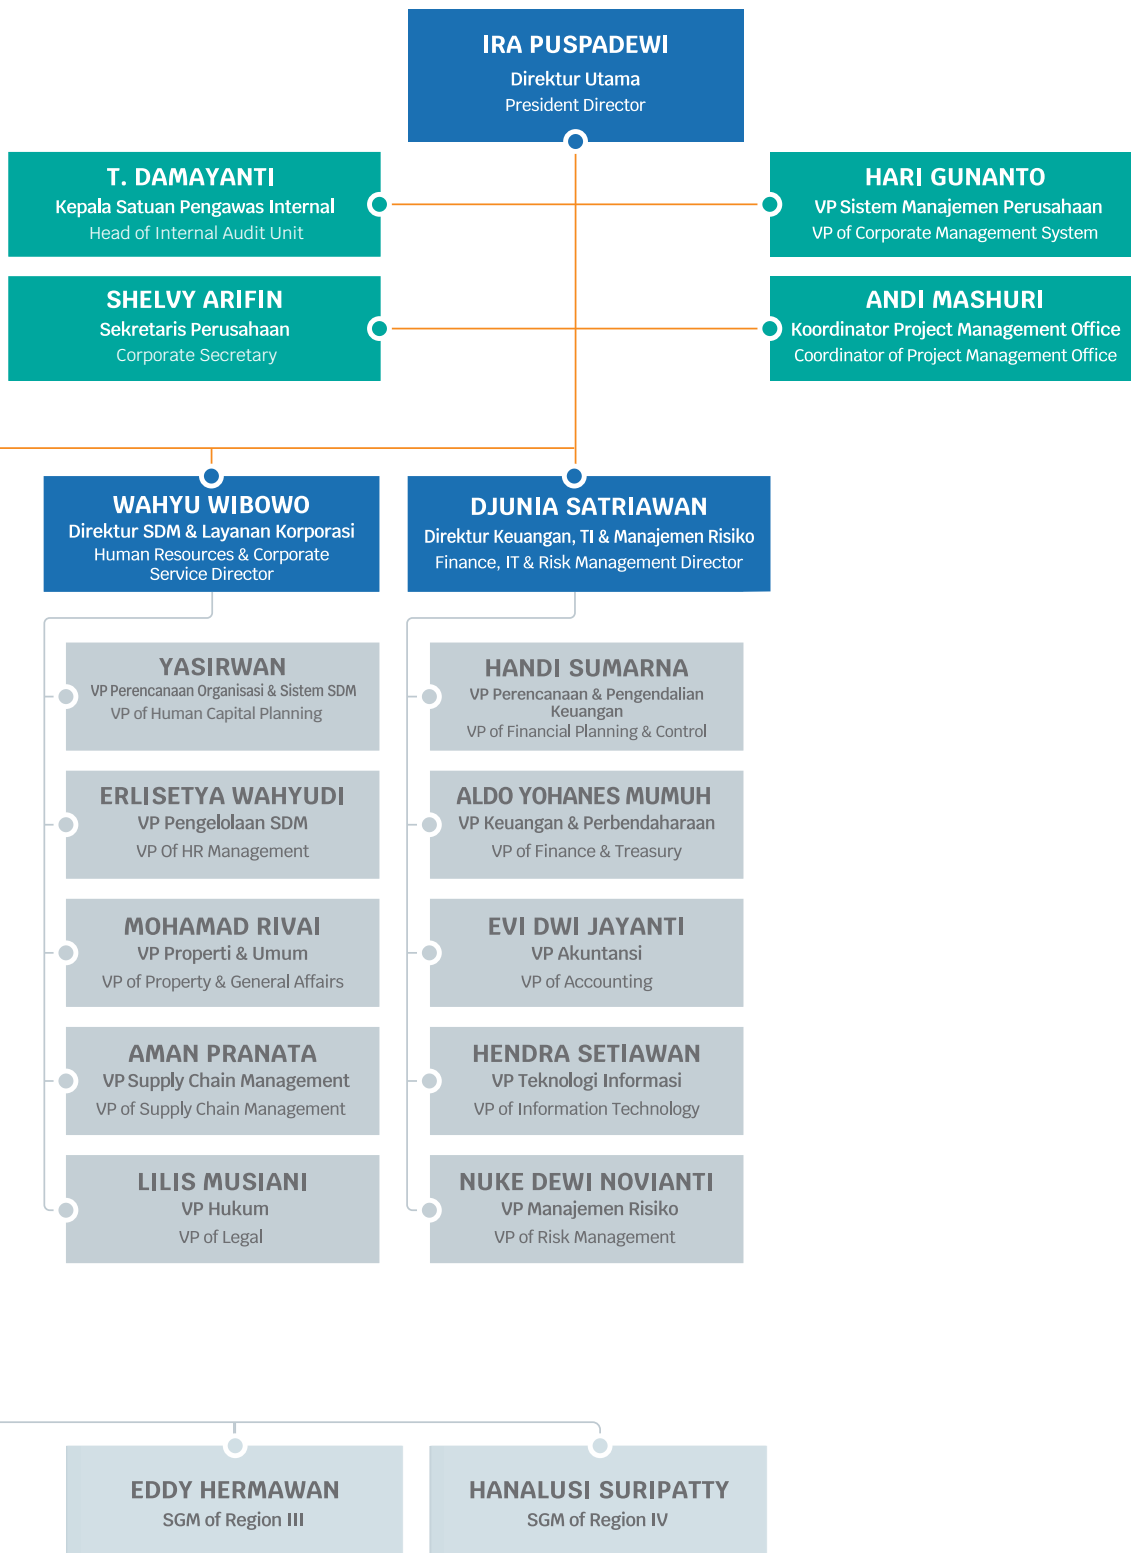 IRA PUSPADEWI
Direktur Utama
President Director
T. DAMAYANTI
Kepala Satuan Pengawas Internal
Head of Internal Audit Unit
HARI GUNANTO
VP Sistem Manajemen Perusahaan
VP of Corporate Management System
SHELVY ARIFIN
Sekretaris Perusahaan
Corporate Secretary
ANDI MASHURI
Koordinator Project Management Office
Coordinator of Project Management Office
WAHYU WIBOWO
Direktur SDM & Layanan Korporasi
Human Resources & Corporate
Service Director
DJUNIA SATRIAWAN
Direktur Keuangan, TI & Manajemen Risiko
Finance, IT & Risk Management Director
YASIRWAN
VP Perencanaan Organisasi & Sistem SDM
VP of Human Capital Planning
ERLISETYA WAHYUDI
VP Pengelolaan SDM
VP Of HR Management
MOHAMAD RIVAI
VP Properti & Umum
VP of Property & General Affairs
AMAN PRANATA
VP Supply Chain Management
VP of Supply Chain Management
LILIS MUSIANI
VP Hukum
VP of Legal
HANDI SUMARNA
VP Perencanaan & Pengendalian
Keuangan
VP of Financial Planning & Control
ALDO YOHANES MUMUH
VP Keuangan & Perbendaharaan
VP of Finance & Treasury
EVI DWI JAYANTI
VP Akuntansi
VP of Accounting
HENDRA SETIAWAN
VP Teknologi Informasi
VP of Information Technology
NUKE DEWI NOVIANTI
VP Manajemen Risiko
VP of Risk Management
EDDY HERMAWAN
SGM of Region III
HANALUSI SURIPATTY
SGM of Region IV